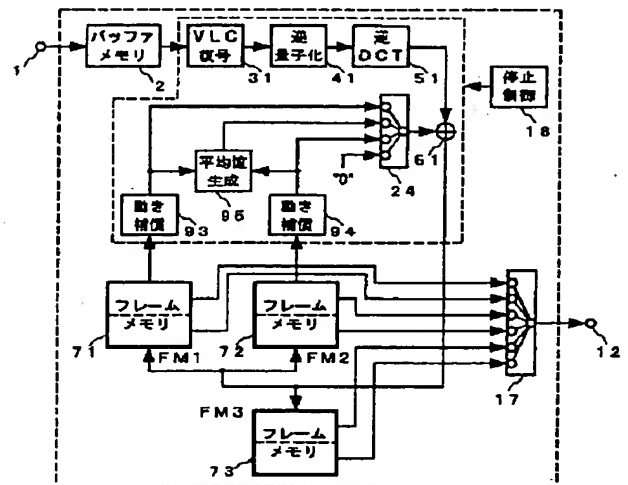 1
バッファ
メモリ
2
VLC
復号
31
逆
量子化
41
逆
DCT
51
停止
制御
18
61
24
"0"
平均値
生成
95
動き
補償
93
動き
補償
94
フレーム
メモリ
71
FM1
フレーム
メモリ
72
FM2
17
12
FM3
フレーム
メモリ
73